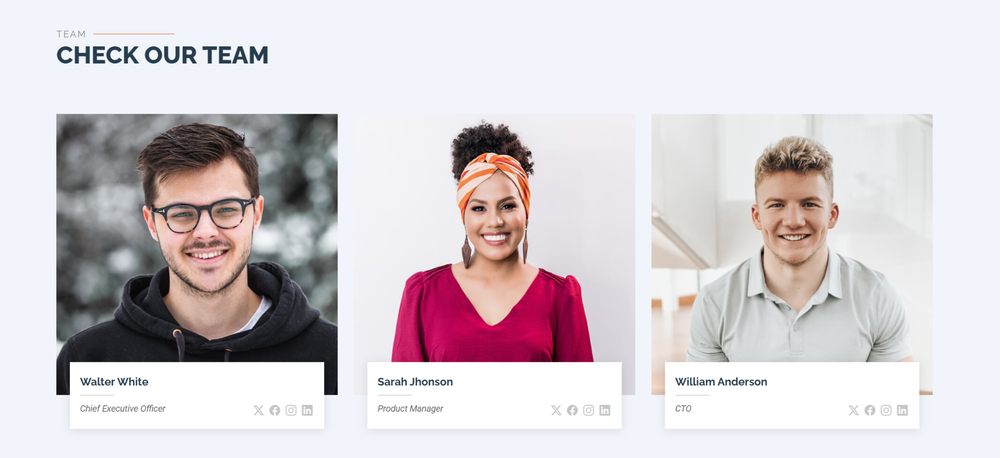 TEAM
CHECK OUR TEAM
Walter White
Chief Executive Officer
Sarah Jhonson
Product Manager
William Anderson
CTO